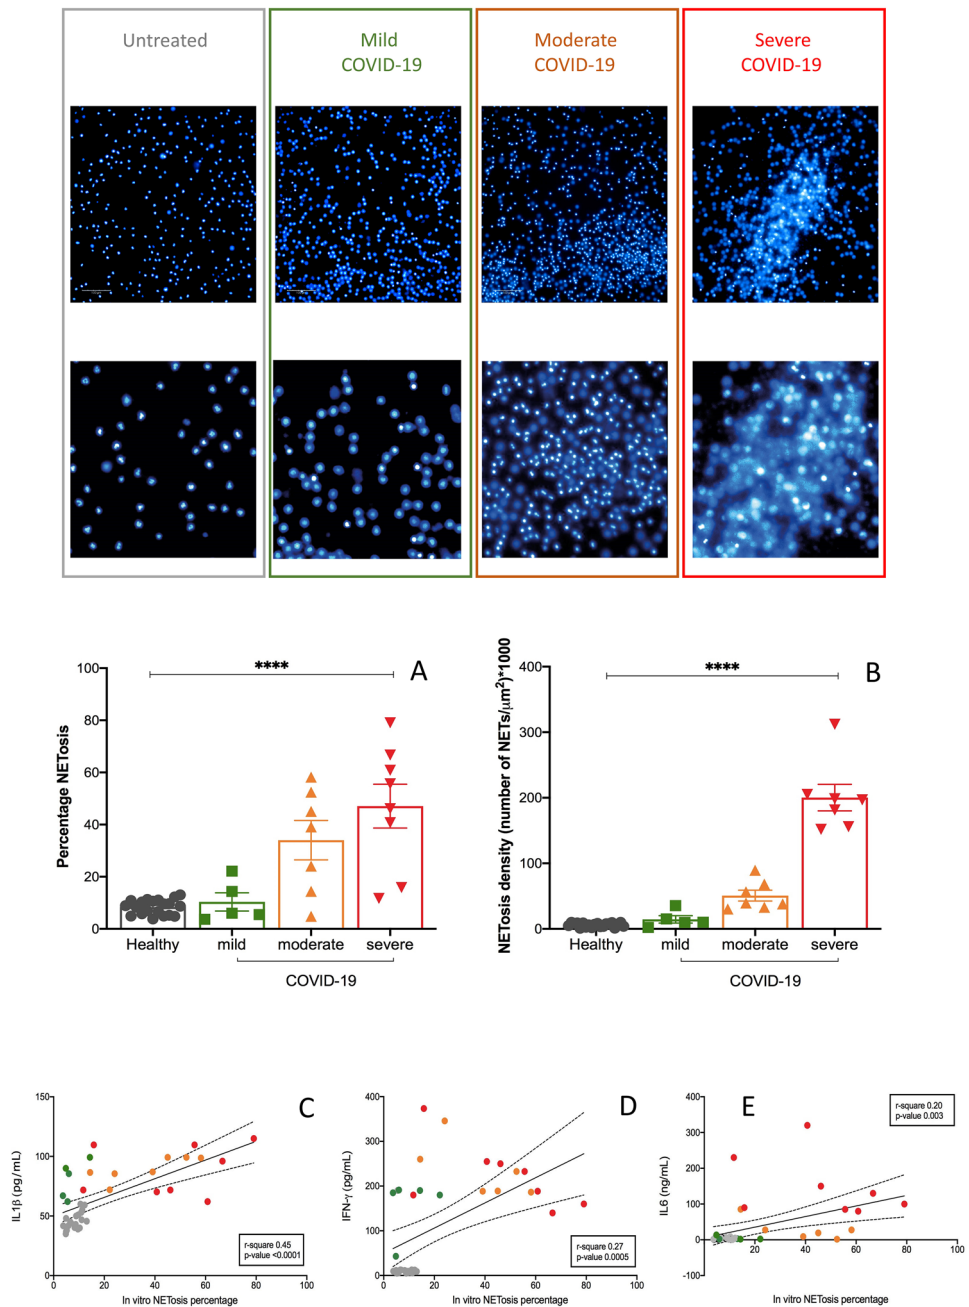 Untreated
Mild
COVID-19
Moderate
COVID-19
Severe
COVID-19
A
****
Percentage NETosis
100
80
60
40
20
0
Healthy
mild
moderate
severe
COVID-19
B
****
NETosis density (number of NETs/μm²)*1000
400
300
200
100
50
0
Healthy
mild
moderate
severe
COVID-19
C
IL1β (pg/mL)
150
100
50
0
r-square 0.45
p-value <0.0001
0
20
40
60
80
100
In vitro NETosis percentage
D
IFN-γ (pg/mL)
400
300
200
100
0
r-square 0.27
p-value 0.0005
0
20
40
60
80
100
In vitro NETosis percentage
E
IL6 (ng/mL)
400
300
200
100
0
-100
r-square 0.20
p-value 0.003
20
40
60
80
100
In vitro NETosis percentage